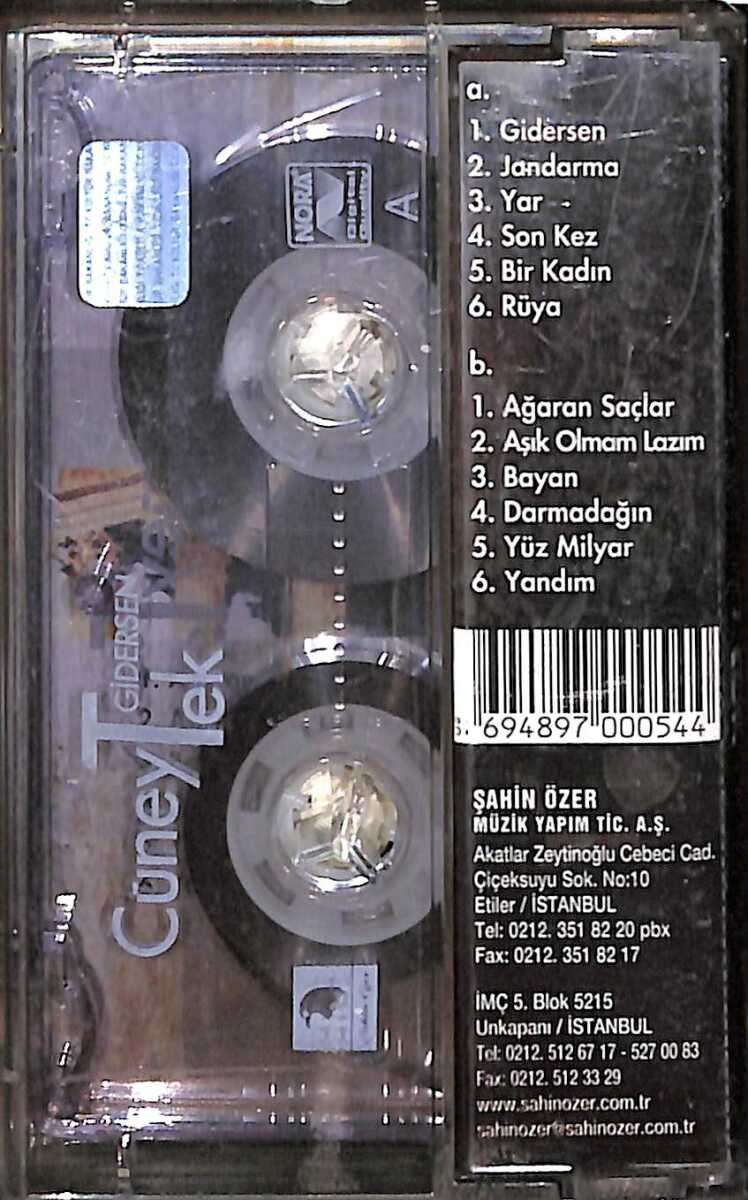 a.
1. Gidersen
2. Jandarma
3. Yar
4. Son Kez
5. Bir Kadın
6. Rüya
b.
1. Ağaran Saçlar
2. Aşık Olmam Lazım
3. Bayan
4. Darmadağın
5. Yüz Milyar
6. Yandım
694897 000544
ŞAHİN ÖZER
MÜZİK YAPIM TİC. A.Ş.
Akatlar Zeytinoğlu Cebeci Cad.
Çiçeksuyu Sok. No:10
Etiler / İSTANBUL
Tel: 0212. 351 82 20 pbx
Fax: 0212. 351 82 17
İMÇ 5. Blok 5215
Unkapanı / İSTANBUL
Tel: 0212. 512 67 17 - 527 00 83
Fax: 0212. 512 33 29
www.sahinozer.com.tr
sahinozer@sahinozer.com.tr
NORA
A
GİDERSEN
CuneyT Tek